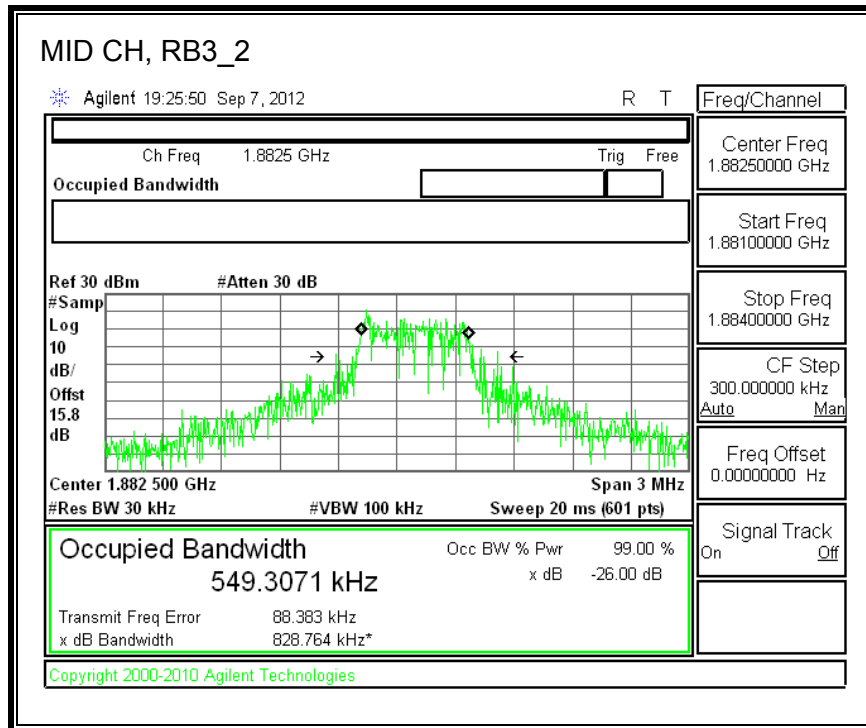 MID CH, RB3_2
Agilent 19:25:50 Sep 7, 2012 R T
Ch Freq 1.8825 GHz Trig Free
Occupied Bandwidth
Ref 30 dBm #Atten 30 dB
#Samp
Log
10
dB/
Offst
15.8
dB
Center 1.882 500 GHz Span 3 MHz
#Res BW 30 kHz #VBW 100 kHz Sweep 20 ms (601 pts)
Occupied Bandwidth
549.3071 kHz
Occ BW % Pwr 99.00 %
x dB -26.00 dB
Transmit Freq Error 88.383 kHz
x dB Bandwidth 828.764 kHz*
Copyright 2000-2010 Agilent Technologies
Freq/Channel
Center Freq
1.88250000 GHz
Start Freq
1.88100000 GHz
Stop Freq
1.88400000 GHz
CF Step
300.000000 kHz
Auto Man
Freq Offset
0.00000000 Hz
Signal Track
On Off